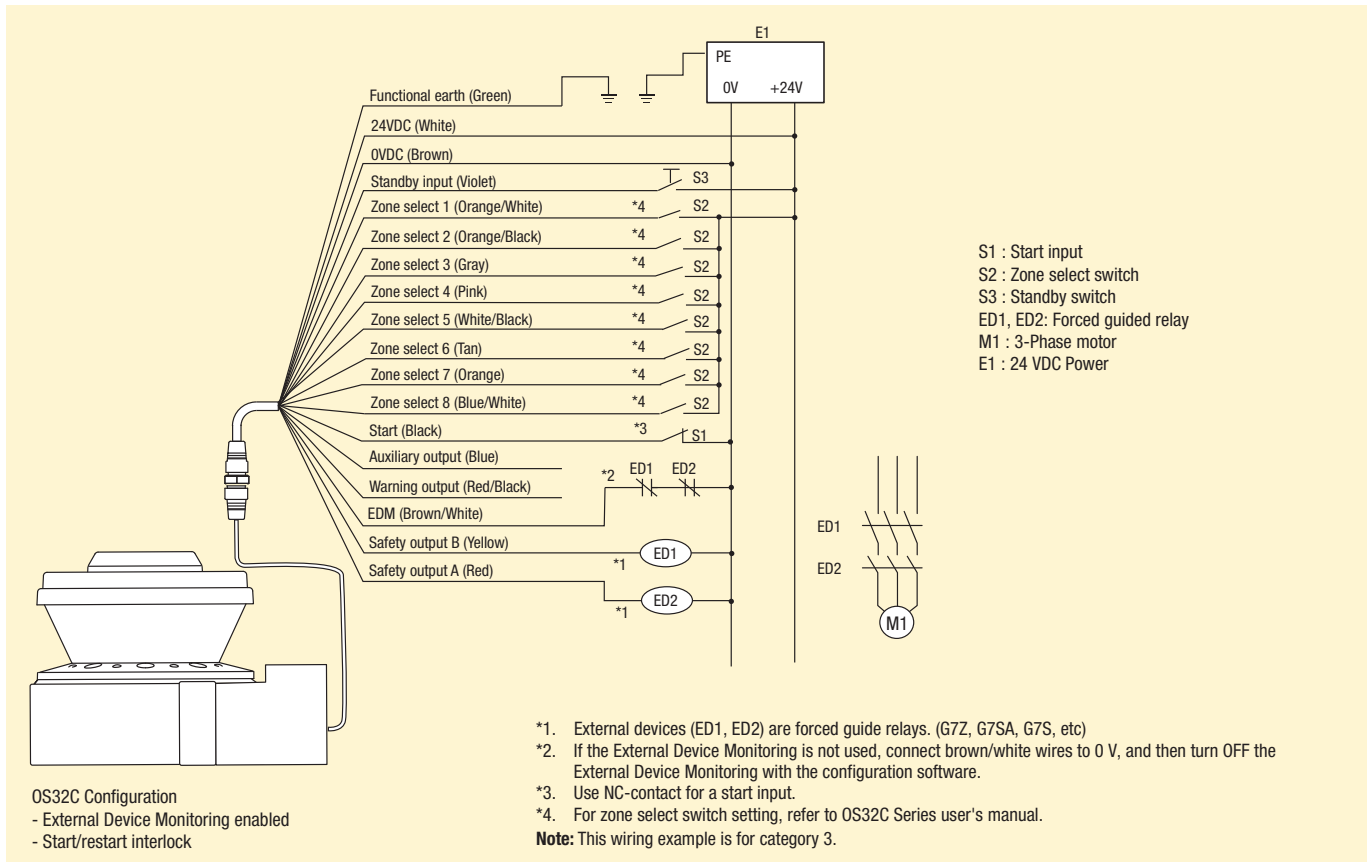 E1
PE
0V +24V
Functional earth (Green)
24VDC (White)
0VDC (Brown)
Standby input (Violet) S3
Zone select 1 (Orange/White) *4 S2
Zone select 2 (Orange/Black) *4 S2
Zone select 3 (Gray) *4 S2
Zone select 4 (Pink) *4 S2
Zone select 5 (White/Black) *4 S2
Zone select 6 (Tan) *4 S2
Zone select 7 (Orange) *4 S2
Zone select 8 (Blue/White) *4 S2
Start (Black) *3 S1
Auxiliary output (Blue)
Warning output (Red/Black)
*2 ED1 ED2
EDM (Brown/White)
Safety output B (Yellow) *1 ED1
Safety output A (Red) *1 ED2
S1 : Start input
S2 : Zone select switch
S3 : Standby switch
ED1, ED2: Forced guided relay
M1 : 3-Phase motor
E1 : 24 VDC Power
ED1
ED2
M1
OS32C Configuration
- External Device Monitoring enabled
- Start/restart interlock
*1. External devices (ED1, ED2) are forced guide relays. (G7Z, G7SA, G7S, etc)
*2. If the External Device Monitoring is not used, connect brown/white wires to 0 V, and then turn OFF the
External Device Monitoring with the configuration software.
*3. Use NC-contact for a start input.
*4. For zone select switch setting, refer to OS32C Series user's manual.
Note: This wiring example is for category 3.